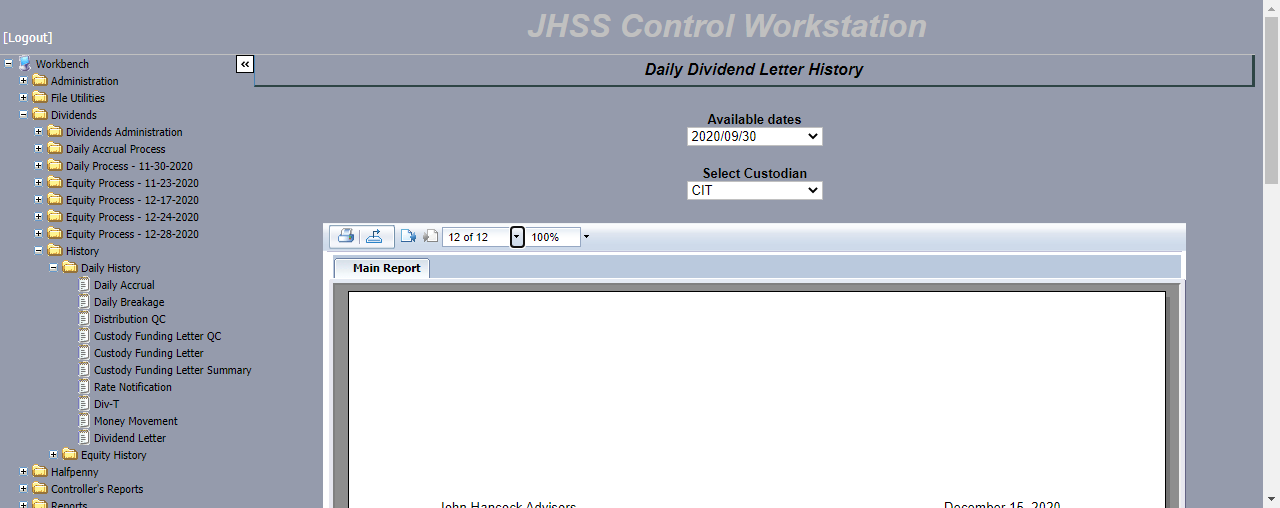 JHSS Control Workstation
[Logout]
Workbench
«
Daily Dividend Letter History
Administration
File Utilities
Dividends
Dividends Administration
Daily Accrual Process
Daily Process - 11-30-2020
Equity Process - 11-23-2020
Equity Process - 12-17-2020
Equity Process - 12-24-2020
Equity Process - 12-28-2020
History
Daily History
Daily Accrual
Daily Breakage
Distribution QC
Custody Funding Letter QC
Custody Funding Letter
Custody Funding Letter Summary
Rate Notification
Div-T
Money Movement
Dividend Letter
Equity History
Halfpenny
Controller's Reports
Reports
Available dates
2020/09/30
Select Custodian
CIT
12 of 12 100%
Main Report
John Hancock Advisors December 15, 2020